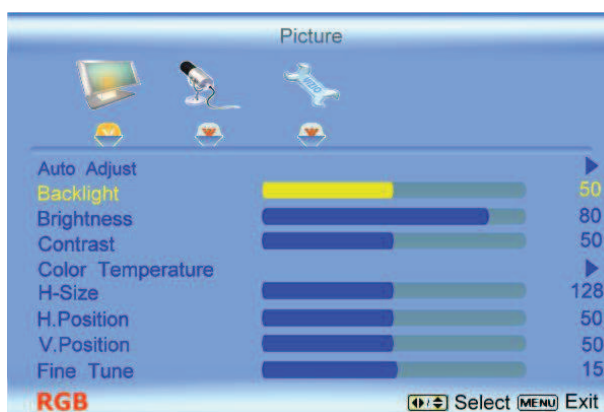 Picture
VIZIO
Auto Adjust
Backlight 50
Brightness 80
Contrast 50
Color Temperature
H-Size 128
H.Position 50
V.Position 50
Fine Tune 15
RGB Select MENU Exit